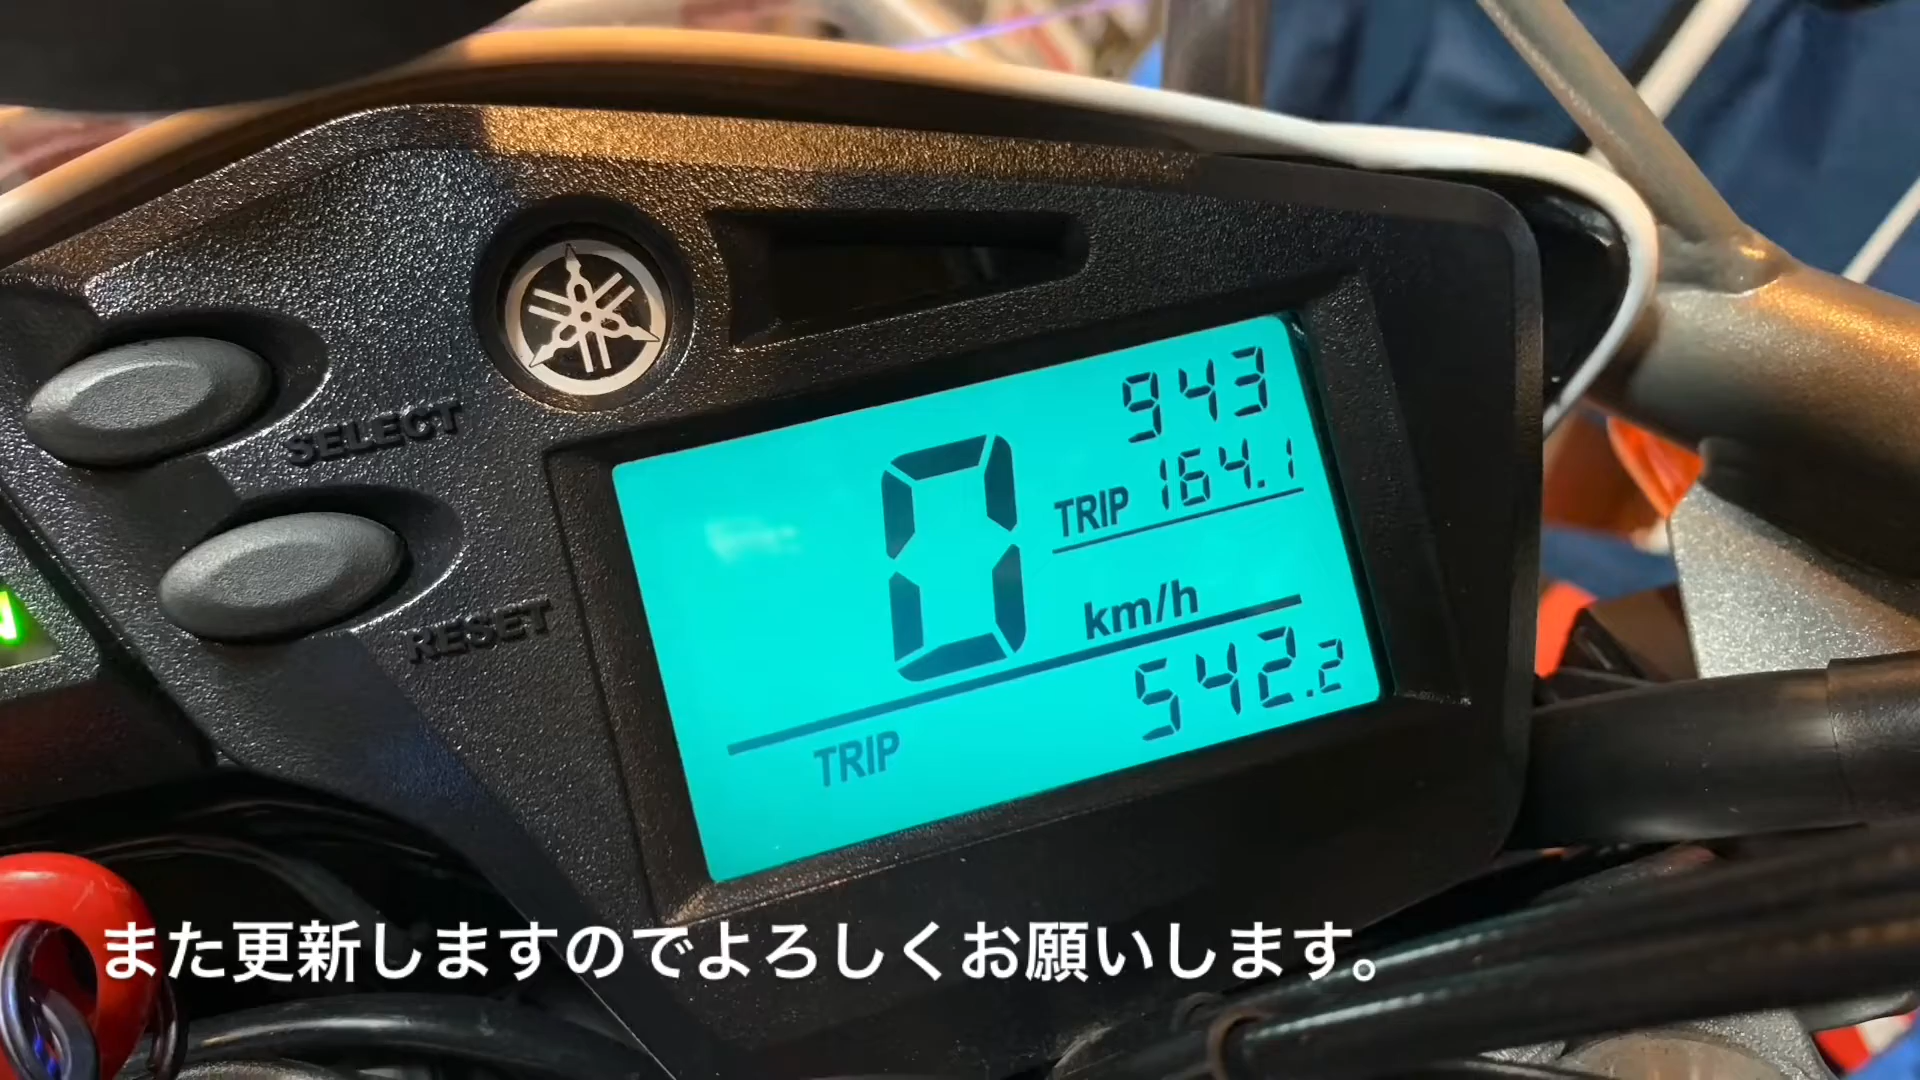 SELECT
RESET
943
TRIP 164.1
0
km/h
TRIP 542.2
また更新しますのでよろしくお願いします。